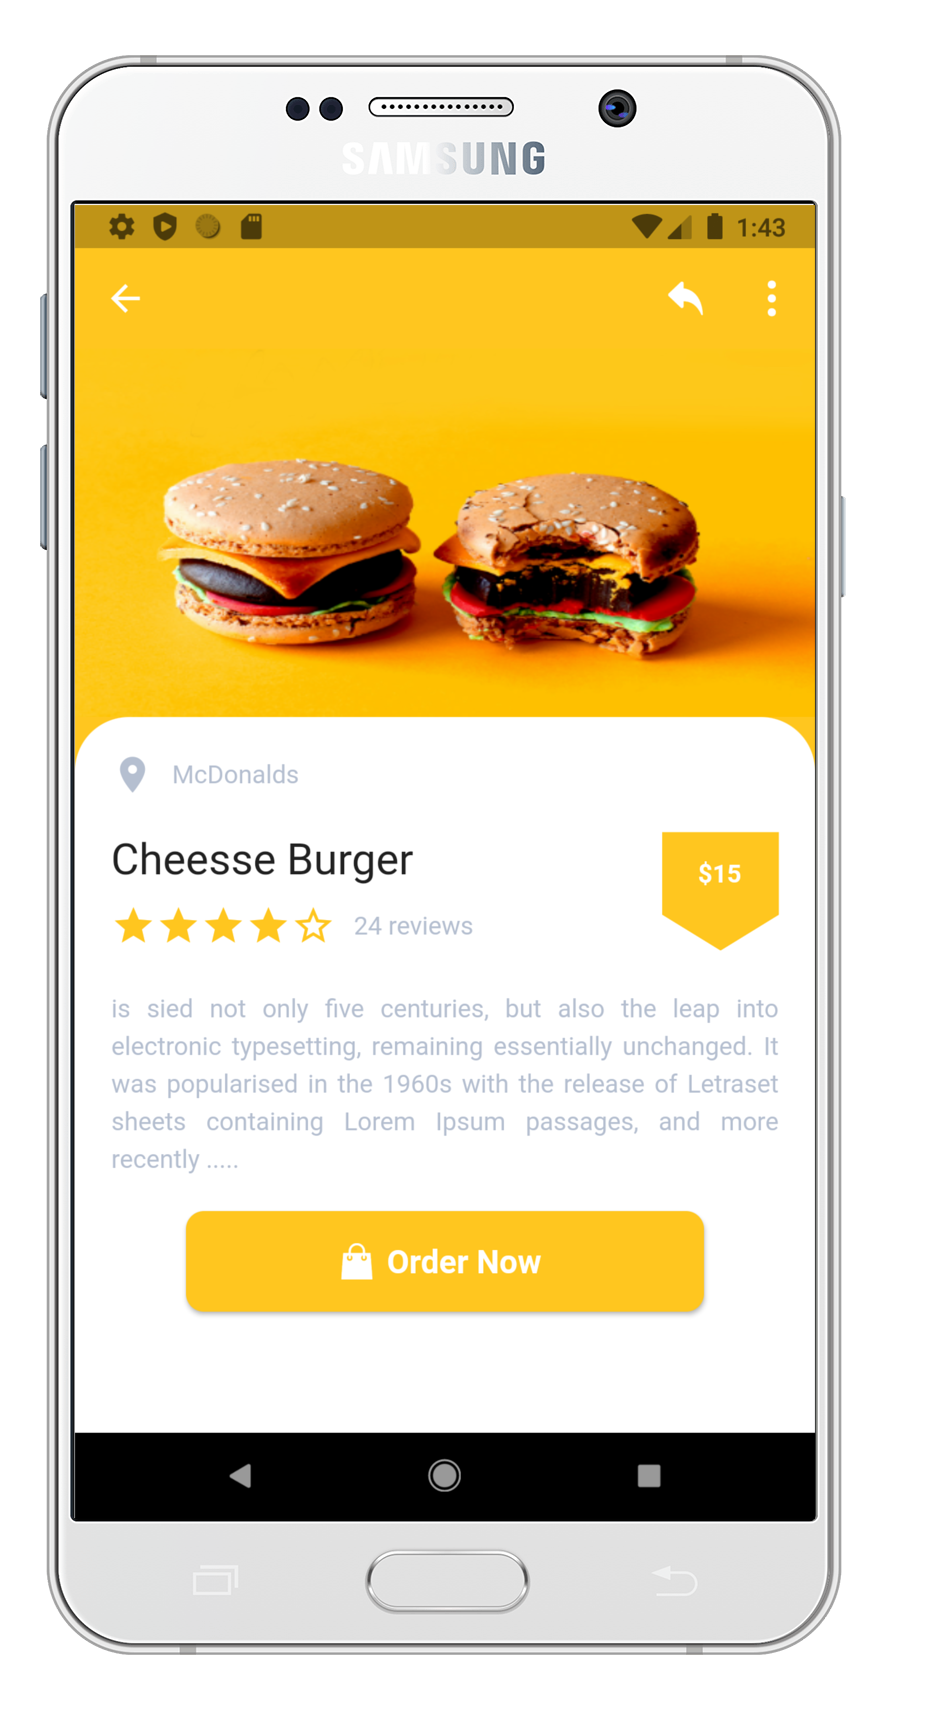 SAMSUNG
1:43
McDonalds
Cheesse Burger
$15
24 reviews
is sied not only five centuries, but also the leap into
electronic typesetting, remaining essentially unchanged. It
was popularised in the 1960s with the release of Letraset
sheets containing Lorem Ipsum passages, and more
recently .....
Order Now